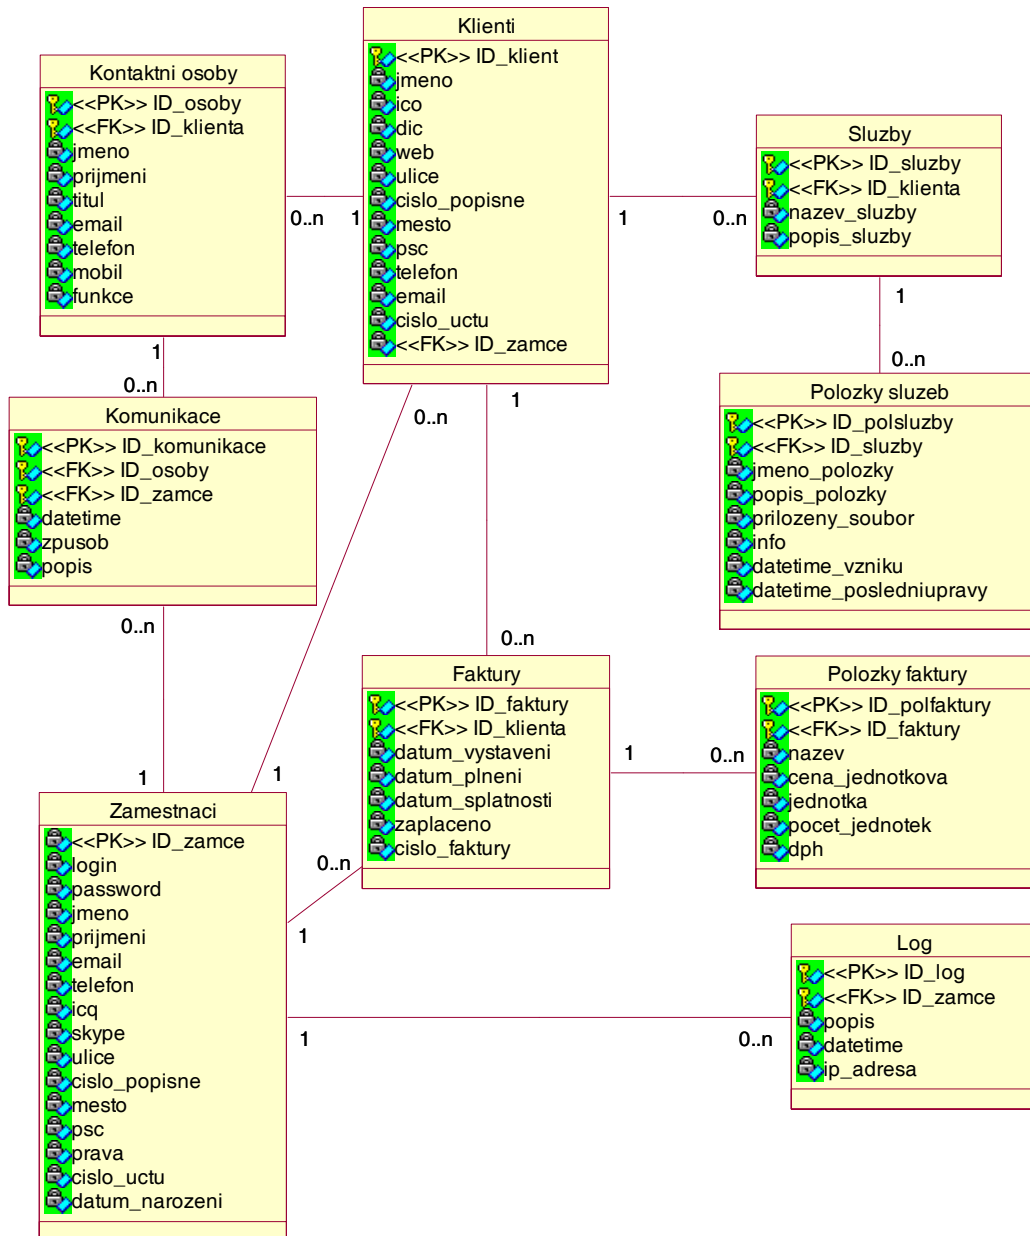 Klienti
<<PK>> ID_klient
jmeno
ico
dic
web
ulice
cislo_popisne
mesto
psc
telefon
email
cislo_uctu
<<FK>> ID_zamce
Kontaktni osoby
<<PK>> ID_osoby
<<FK>> ID_klienta
jmeno
prijmeni
titul
email
telefon
mobil
funkce
0..n
1
1
0..n
Sluzby
<<PK>> ID_sluzby
<<FK>> ID_klienta
nazev_sluzby
popis_sluzby
1
0..n
1
0..n
Komunikace
<<PK>> ID_komunikace
<<FK>> ID_osoby
<<FK>> ID_zamce
datetime
zpusob
popis
0..n
1
Polozky sluzeb
<<PK>> ID_polsluzby
<<FK>> ID_sluzby
jmeno_polozky
popis_polozky
prilozeny_soubor
info
datetime_vzniku
datetime_posledniupravy
0..n
1
0..n
1
Faktury
<<PK>> ID_faktury
<<FK>> ID_klienta
datum_vystaveni
datum_plneni
datum_splatnosti
zaplaceno
cislo_faktury
1
0..n
Polozky faktury
<<PK>> ID_polfaktury
<<FK>> ID_faktury
nazev
cena_jednotkova
jednotka
pocet_jednotek
dph
Zamestnaci
<<PK>> ID_zamce
login
password
jmeno
prijmeni
email
telefon
icq
skype
ulice
cislo_popisne
mesto
psc
prava
cislo_uctu
datum_narozeni
0..n
1
1
0..n
Log
<<PK>> ID_log
<<FK>> ID_zamce
popis
datetime
ip_adresa